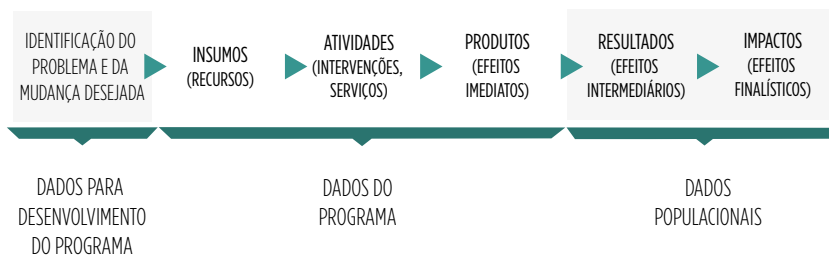 IDENTIFICAÇÃO DO
PROBLEMA E DA
MUDANÇA DESEJADA
INSUMOS
(RECURSOS)
ATIVIDADES
(INTERVENÇÕES,
SERVIÇOS)
PRODUTOS
(EFEITOS
IMEDIATOS)
RESULTADOS
(EFEITOS
INTERMEDIÁRIOS)
IMPACTOS
(EFEITOS
FINALÍSTICOS)
DADOS PARA
DESENVOLVIMENTO
DO PROGRAMA
DADOS DO
PROGRAMA
DADOS
POPULACIONAIS